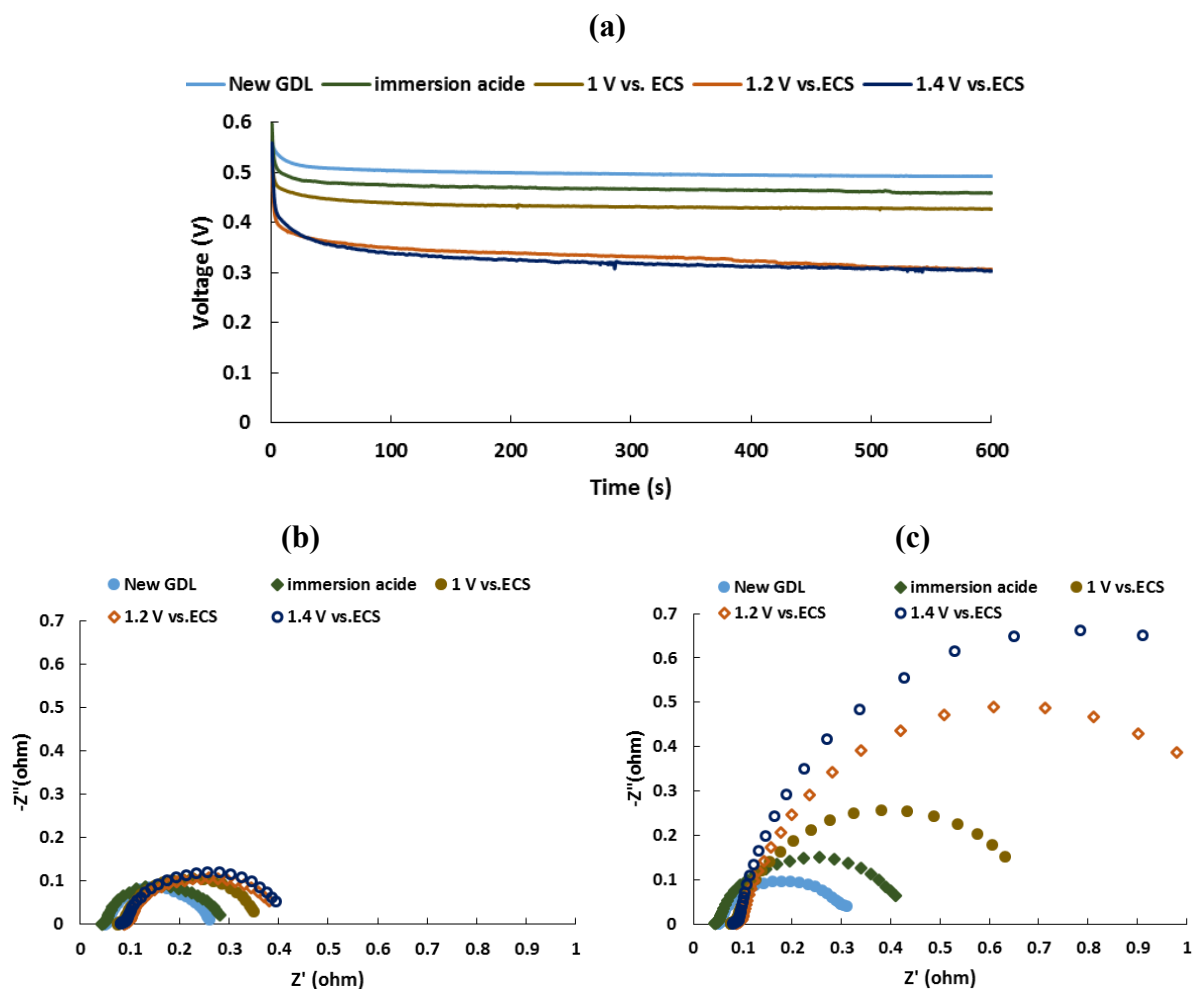 (a)
New GDL immersion acide 1 V vs. ECS 1.2 V vs.ECS 1.4 V vs.ECS
0.6
0.5
0.4
0.3
0.2
0.1
0
Voltage (V)
0 100 200 300 400 500 600
Time (s)
(b)
New GDL immersion acide 1 V vs.ECS
1.2 V vs.ECS 1.4 V vs.ECS
0.7
0.6
0.5
0.4
0.3
0.2
0.1
0
-Z"(ohm)
0 0.1 0.2 0.3 0.4 0.5 0.6 0.7 0.8 0.9 1
Z' (ohm)
(c)
New GDL immersion acide 1 V vs.ECS
1.2 V vs.ECS 1.4 V vs.ECS
0.7
0.6
0.5
0.4
0.3
0.2
0.1
0
-Z"(ohm)
0 0.1 0.2 0.3 0.4 0.5 0.6 0.7 0.8 0.9 1
Z' (ohm)